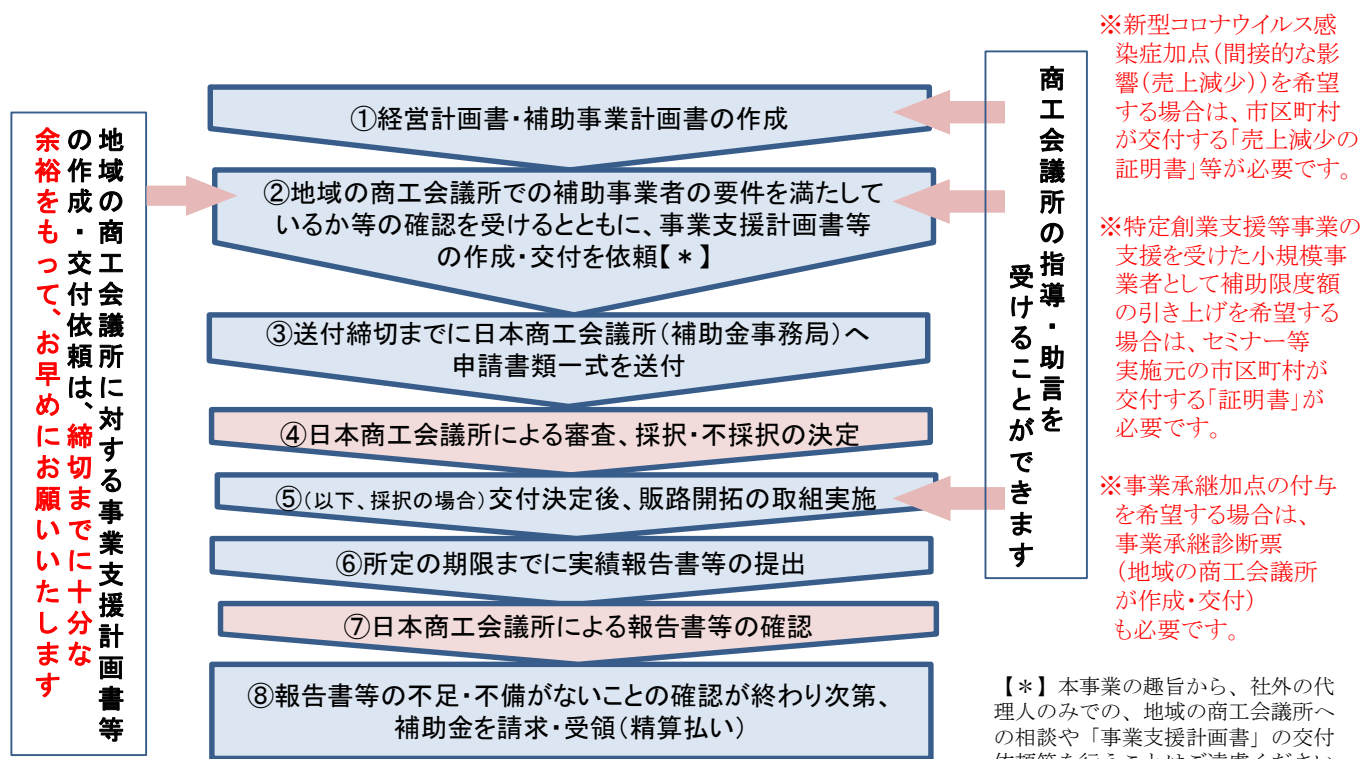 地域の商工会議所に対する事業支援計画書等
の作成・交付依頼は、締切までに十分な
余裕をもって、お早めにお願いいたします
①経営計画書・補助事業計画書の作成
②地域の商工会議所での補助事業者の要件を満たして
いるか等の確認を受けるとともに、事業支援計画書等
の作成・交付を依頼【＊】
③送付締切までに日本商工会議所（補助金事務局）へ
申請書類一式を送付
④日本商工会議所による審査、採択・不採択の決定
⑤（以下、採択の場合）交付決定後、販路開拓の取組実施
⑥所定の期限までに実績報告書等の提出
⑦日本商工会議所による報告書等の確認
⑧報告書等の不足・不備がないことの確認が終わり次第、
補助金を請求・受領（精算払い）
商工会議所の指導・助言を
受けることができます
※新型コロナウイルス感
染症加点（間接的な影
響（売上減少））を希望
する場合は、市区町村
が交付する「売上減少の
証明書」等が必要です。
※特定創業支援等事業の
支援を受けた小規模事
業者として補助限度額
の引き上げを希望する
場合は、セミナー等
実施元の市区町村が
交付する「証明書」が
必要です。
※事業承継加点の付与
を希望する場合は、
事業承継診断票
（地域の商工会議所
が作成・交付）
も必要です。
【＊】本事業の趣旨から、社外の代
理人のみでの、地域の商工会議所へ
の相談や「事業支援計画書」の交付
依頼等を行うことはご遠慮ください